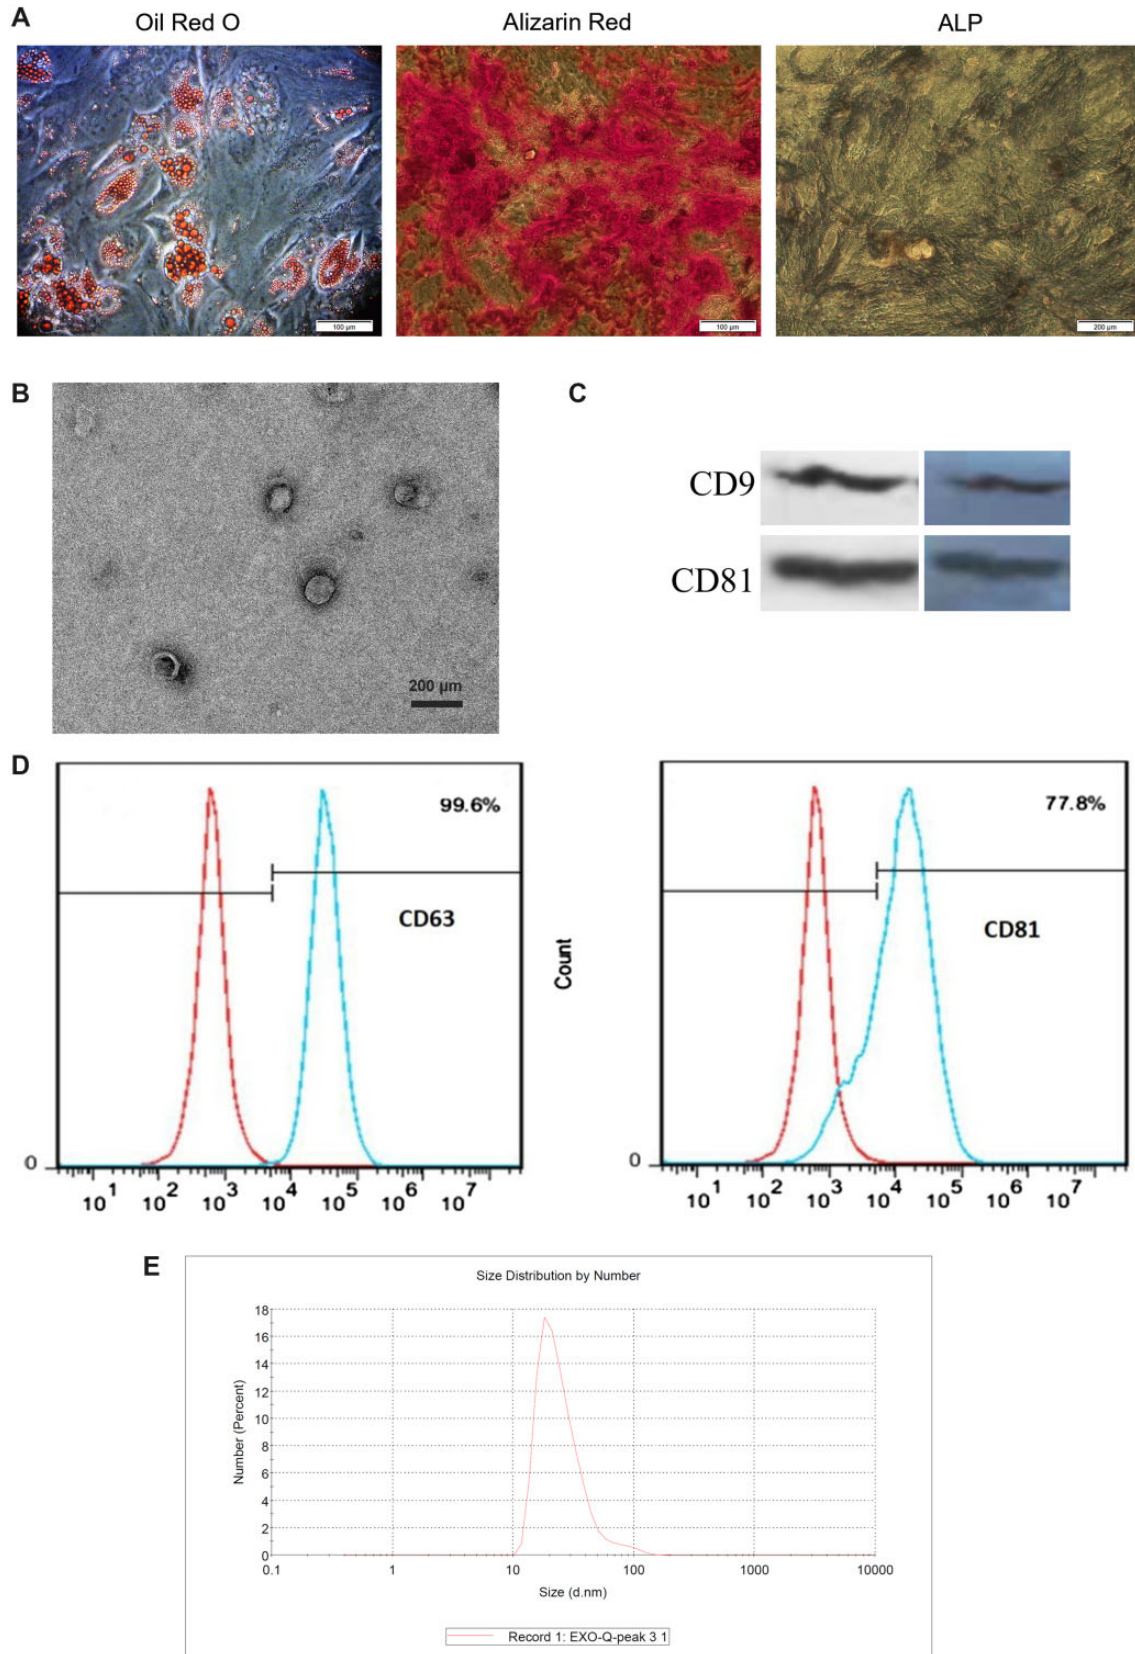 A
Oil Red O
Alizarin Red
ALP
100 µm
100 µm
200 µm
B
200 µm
C
CD9
CD81
D
99.6%
CD63
0
10¹ 10² 10³ 10⁴ 10⁵ 10⁶ 10⁷
Count
77.8%
CD81
0
10¹ 10² 10³ 10⁴ 10⁵ 10⁶ 10⁷
E
Size Distribution by Number
Number (Percent)
18
16
14
12
10
8
6
4
2
0
0.1 1 10 100 1000 10000
Size (d.nm)
Record 1: EXO-Q-peak 3 1